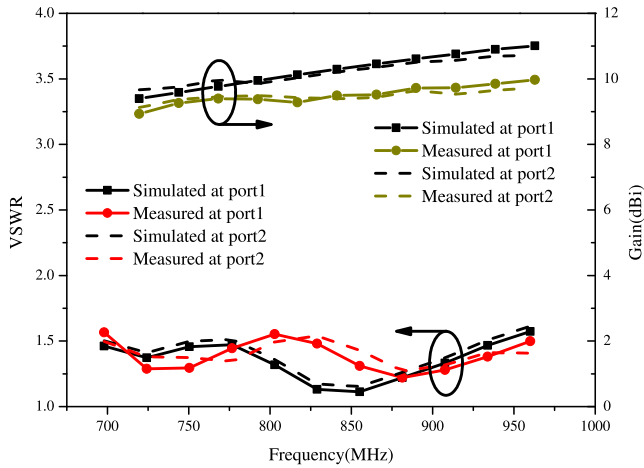 4.0
3.5
3.0
2.5
2.0
1.5
1.0
VSWR
12
10
8
6
4
2
0
Gain(dBi)
Simulated at port1
Measured at port1
Simulated at port2
Measured at port2
Simulated at port1
Measured at port1
Simulated at port2
Measured at port2
700 750 800 850 900 950 1000
Frequency(MHz)